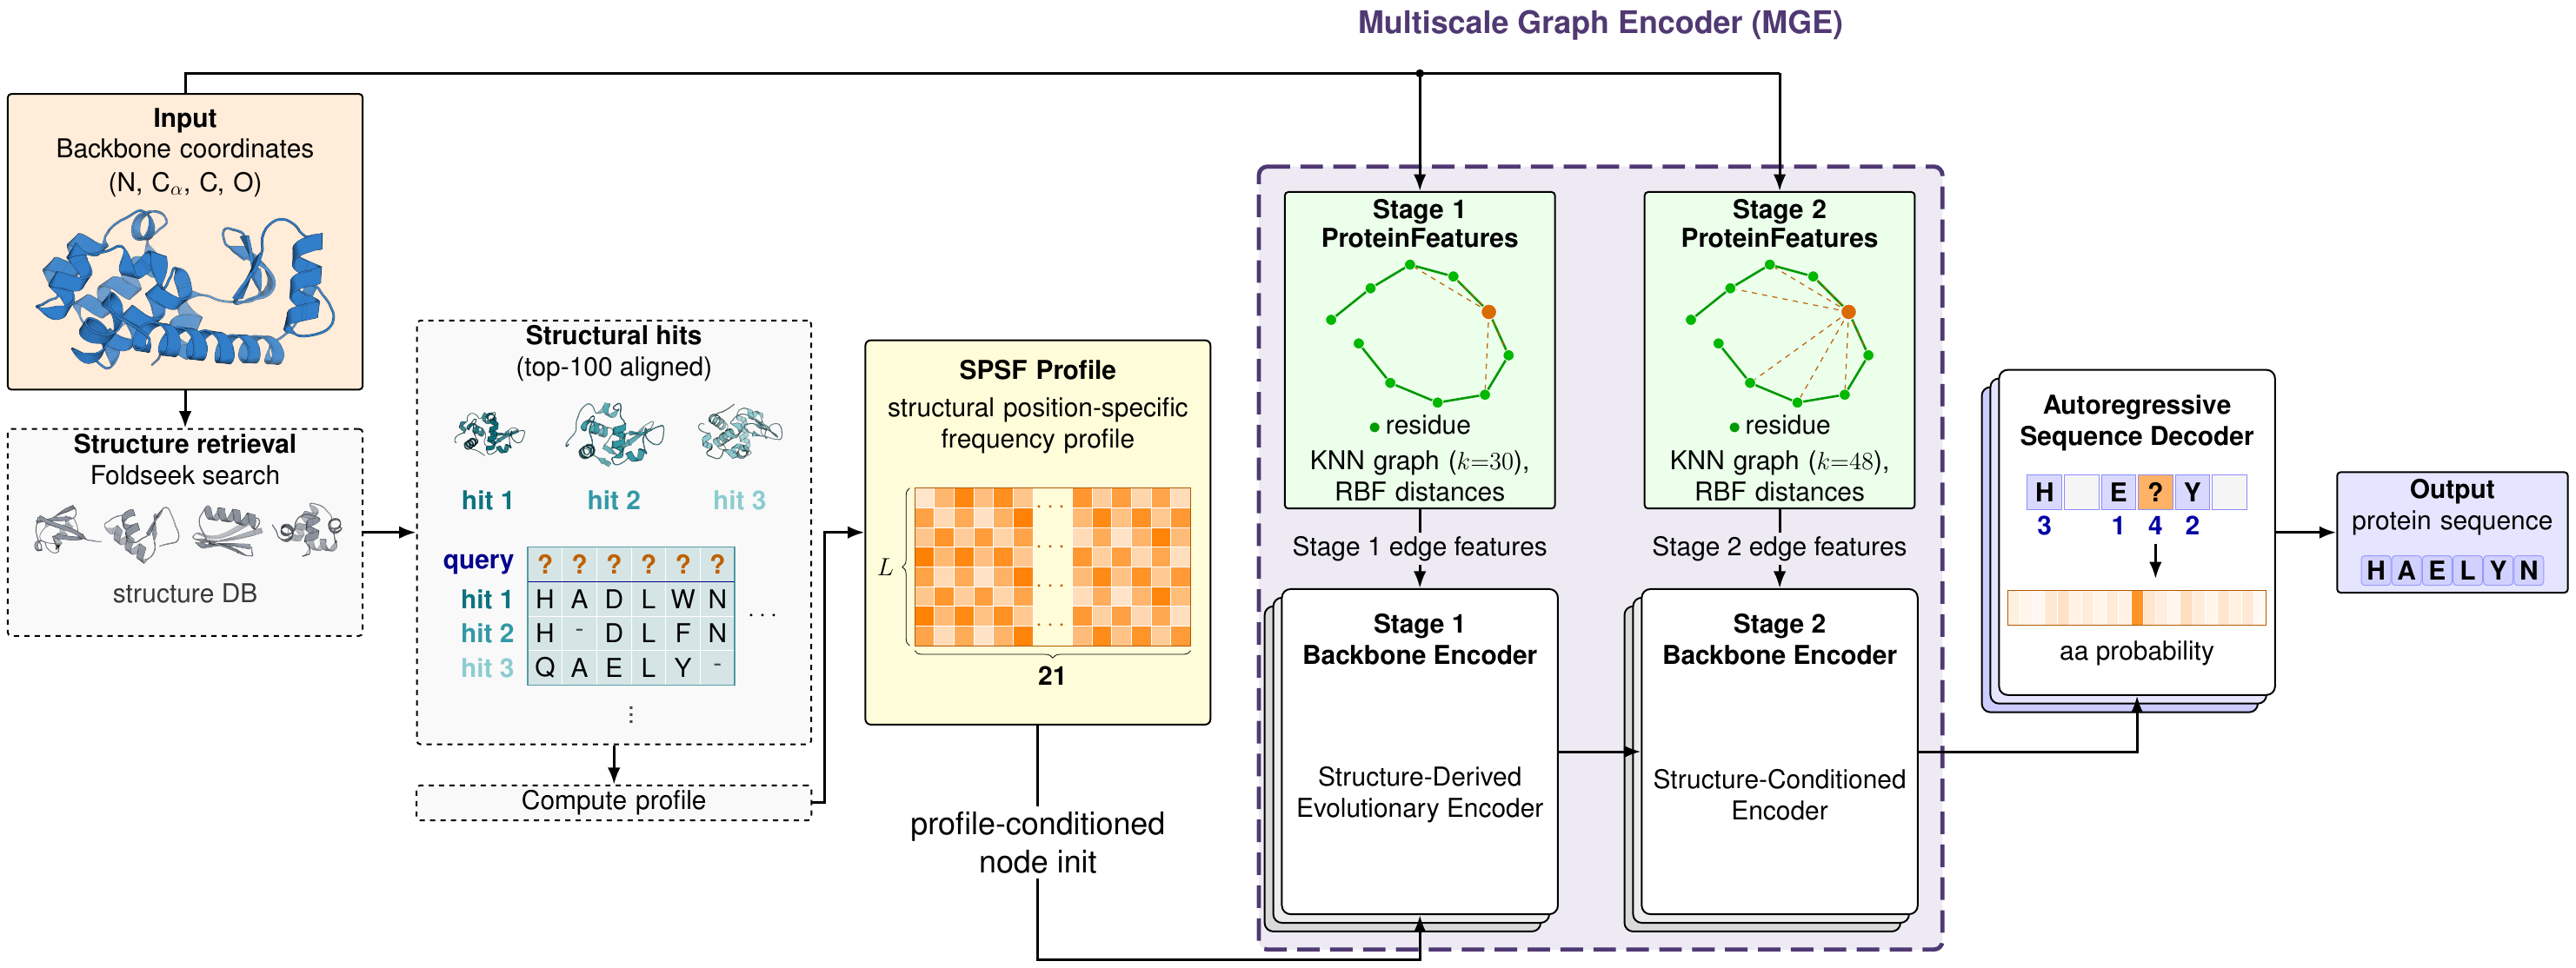 Multiscale Graph Encoder (MGE)
Input
Backbone coordinates
(N, Cα, C, O)
Structure retrieval
Foldseek search
structure DB
Structural hits
(top-100 aligned)
hit 1 hit 2 hit 3
query ? ? ? ? ? ?
hit 1 H A D L W N ...
hit 2 H - D L F N
hit 3 Q A E L Y -
⋮
Compute profile
SPSF Profile
structural position-specific
frequency profile
...
...
...
...
L
21
profile-conditioned
node init
Stage 1
ProteinFeatures
residue
KNN graph (k=30),
RBF distances
Stage 1 edge features
Stage 1
Backbone Encoder
Structure-Derived
Evolutionary Encoder
Stage 2
ProteinFeatures
residue
KNN graph (k=48),
RBF distances
Stage 2 edge features
Stage 2
Backbone Encoder
Structure-Conditioned
Encoder
Autoregressive
Sequence Decoder
H E ? Y
3 1 4 2
aa probability
Output
protein sequence
H A E L Y N